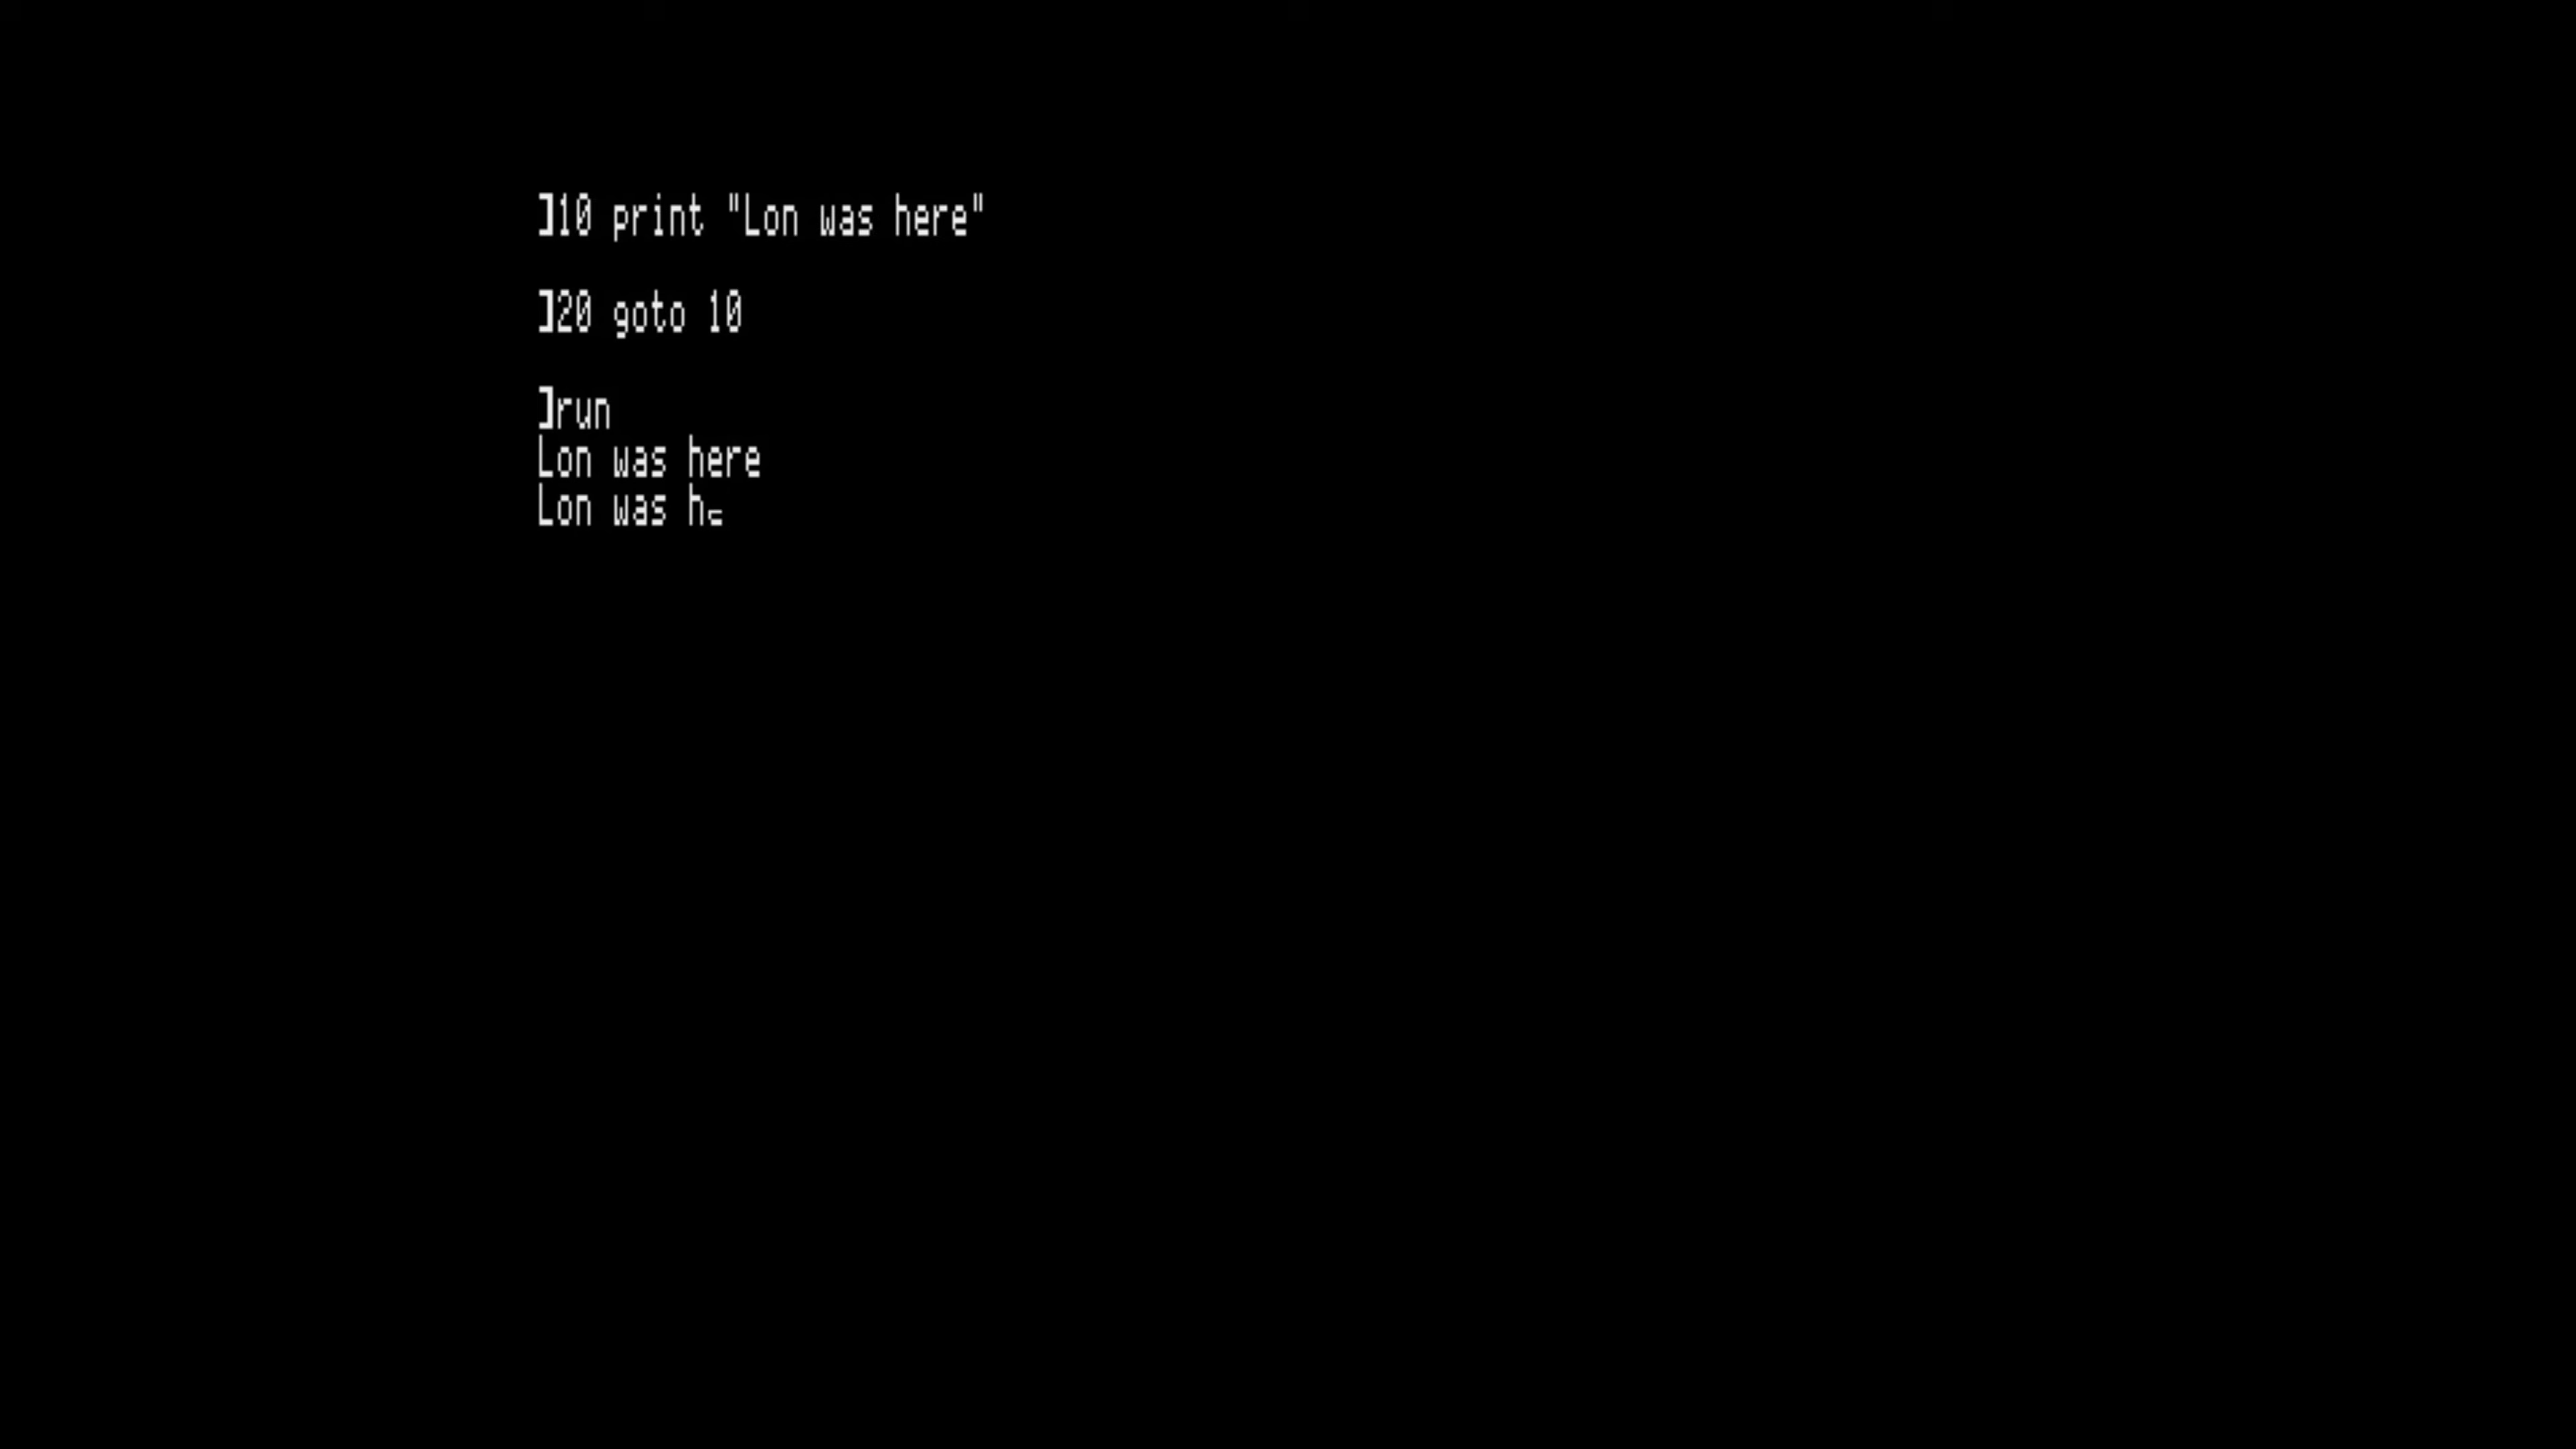 ]10 print "Lon was here"
]20 goto 10
]run
Lon was here
Lon was h